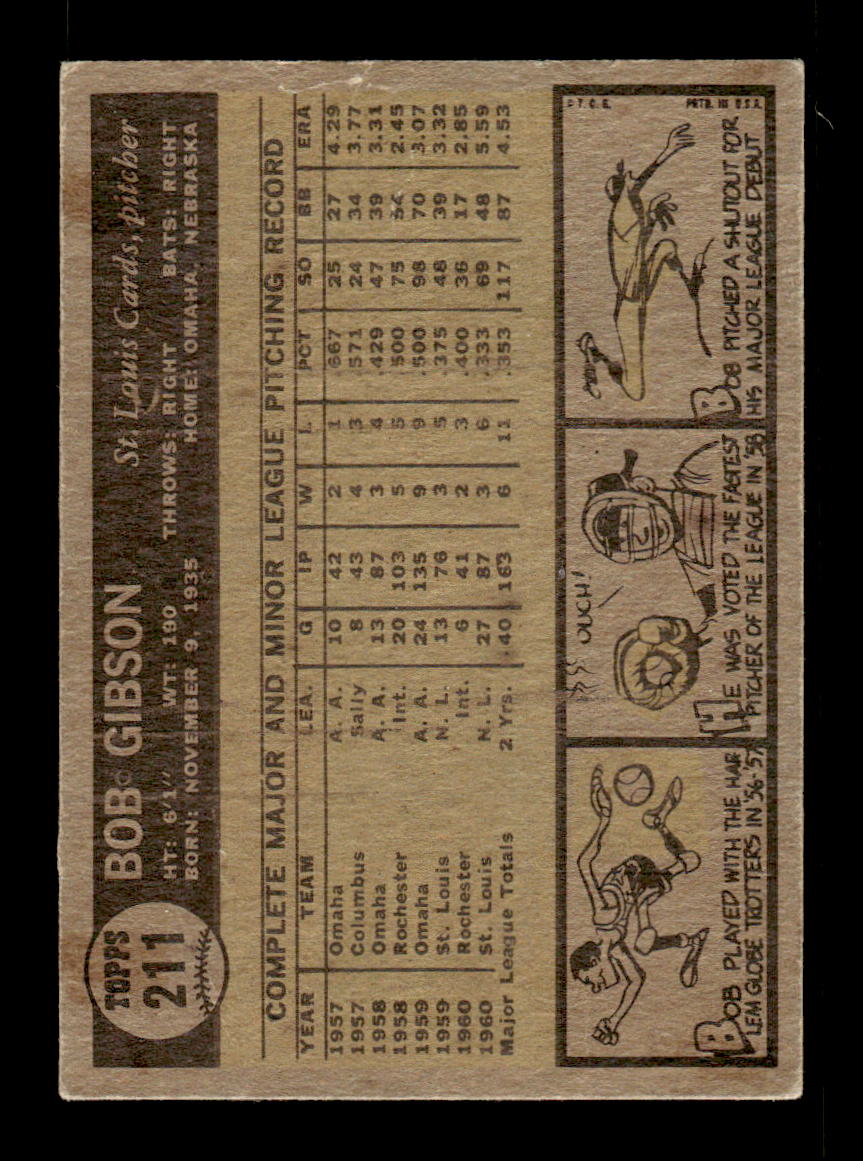 TOPPS
211
BOB GIBSON
St. Louis Cards, pitcher
HT: 6'1" WT: 190 THROWS: RIGHT BATS: RIGHT
BORN: NOVEMBER 9, 1935 HOME: OMAHA, NEBRASKA
COMPLETE MAJOR AND MINOR LEAGUE PITCHING RECORD
YEAR TEAM LEA. G IP W L PCT SO BB ERA
1957 Omaha A. A. 10 42 2 1 .667 25 27 4.29
1957 Columbus Sally 8 43 4 3 .571 24 34 3.77
1958 Omaha A. A. 13 87 3 4 .429 47 39 3.31
1958 Rochester Int. 20 103 5 5 .500 75 54 2.45
1959 Omaha A. A. 24 135 9 9 .500 98 70 3.07
1959 St. Louis N. L. 13 76 3 5 .375 48 39 3.32
1960 Rochester Int. 6 41 2 3 .400 36 17 2.85
1960 St. Louis N. L. 27 87 3 6 .333 69 48 5.59
Major League Totals 2 Yrs. 40 163 6 11 .353 117 87 4.53
BOB PLAYED WITH THE HAR
LEM GLOBE TROTTERS IN '56-'57
OUCH!
HE WAS VOTED THE FASTEST
PITCHER OF THE LEAGUE IN '58
© T. C. G. PRTD. IN U.S.A.
BOB PITCHED A SHUTOUT FOR
HIS MAJOR LEAGUE DEBUT